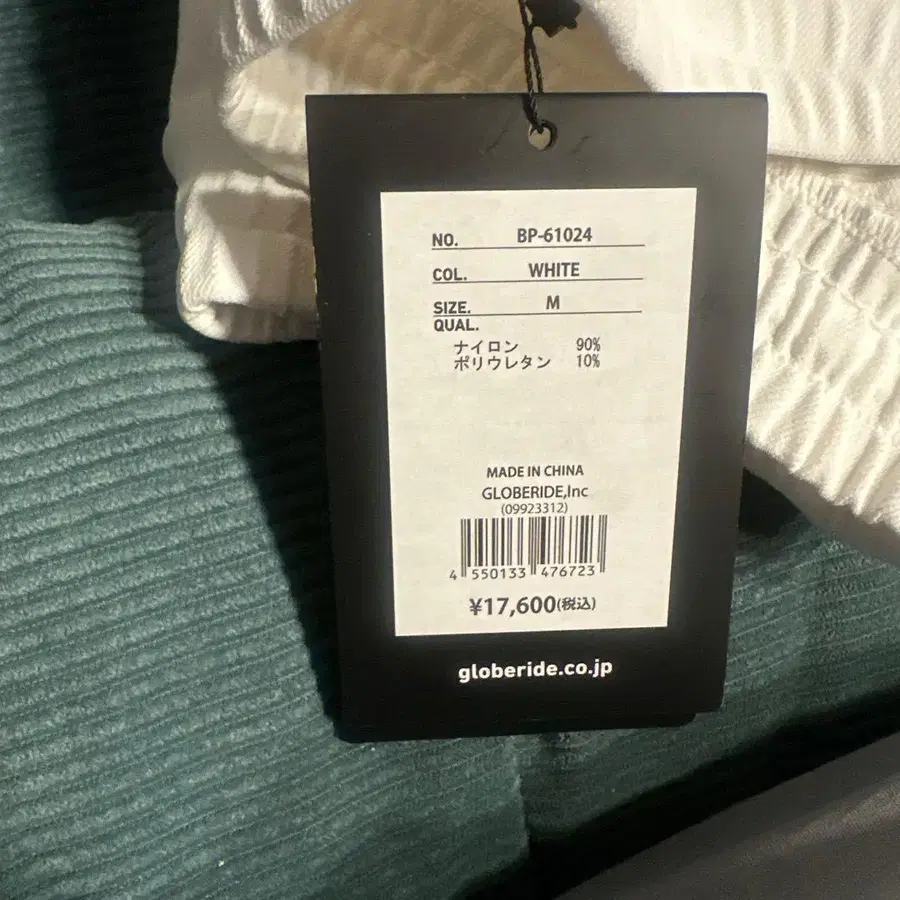 NO. BP-61024
COL. WHITE
SIZE. M
QUAL.
ナイロン 90%
ポリウレタン 10%
MADE IN CHINA
GLOBERIDE,Inc
(09923312)
4 550133 476723
¥17,600(税込)
globeride.co.jp